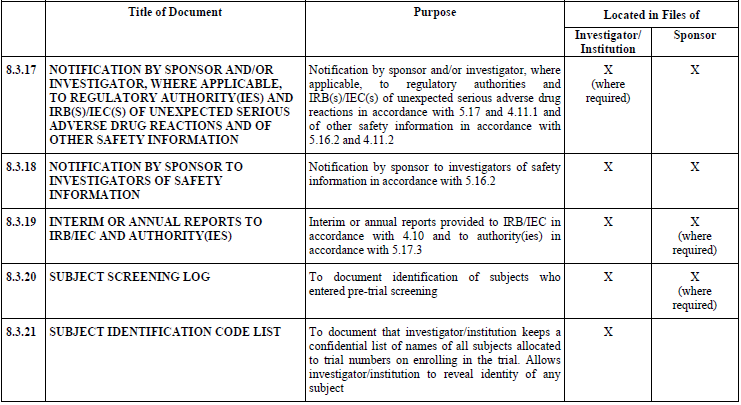 Title of Document
Purpose
Located in Files of
Investigator/
Institution
Sponsor
8.3.17
NOTIFICATION BY SPONSOR AND/OR
INVESTIGATOR, WHERE APPLICABLE,
TO REGULATORY AUTHORITY(IES) AND
IRB(S)/IEC(S) OF UNEXPECTED SERIOUS
ADVERSE DRUG REACTIONS AND OF
OTHER SAFETY INFORMATION
Notification by sponsor and/or investigator, where
applicable, to regulatory authorities and
IRB(s)/IEC(s) of unexpected serious adverse drug
reactions in accordance with 5.17 and 4.11.1 and
of other safety information in accordance with
5.16.2 and 4.11.2
X
(where
required)
X
8.3.18
NOTIFICATION BY SPONSOR TO
INVESTIGATORS OF SAFETY
INFORMATION
Notification by sponsor to investigators of safety
information in accordance with 5.16.2
X
X
8.3.19
INTERIM OR ANNUAL REPORTS TO
IRB/IEC AND AUTHORITY(IES)
Interim or annual reports provided to IRB/IEC in
accordance with 4.10 and to authority(ies) in
accordance with 5.17.3
X
X
(where
required)
8.3.20
SUBJECT SCREENING LOG
To document identification of subjects who
entered pre-trial screening
X
X
(where
required)
8.3.21
SUBJECT IDENTIFICATION CODE LIST
To document that investigator/institution keeps a
confidential list of names of all subjects allocated
to trial numbers on enrolling in the trial. Allows
investigator/institution to reveal identity of any
subject
X